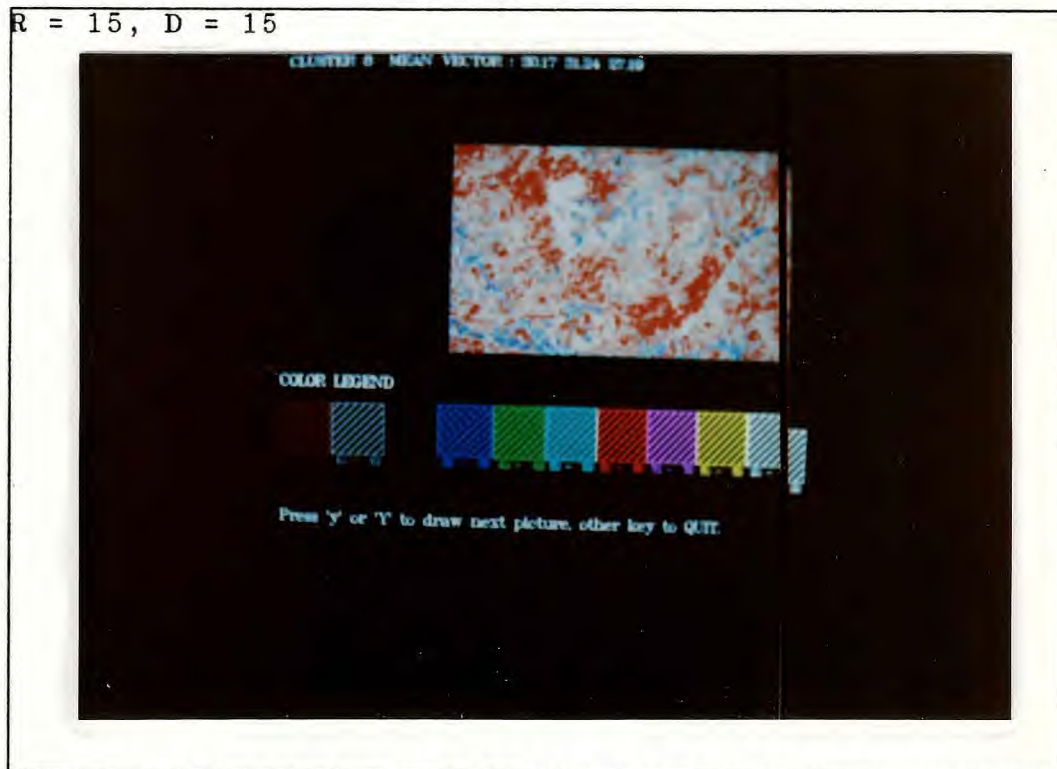 R = 15, D = 15
CLUSTER 8 MEAN VECTOR :
COLOR LEGEND
Press 'y' or 'Y' to draw next picture, other key to QUIT.